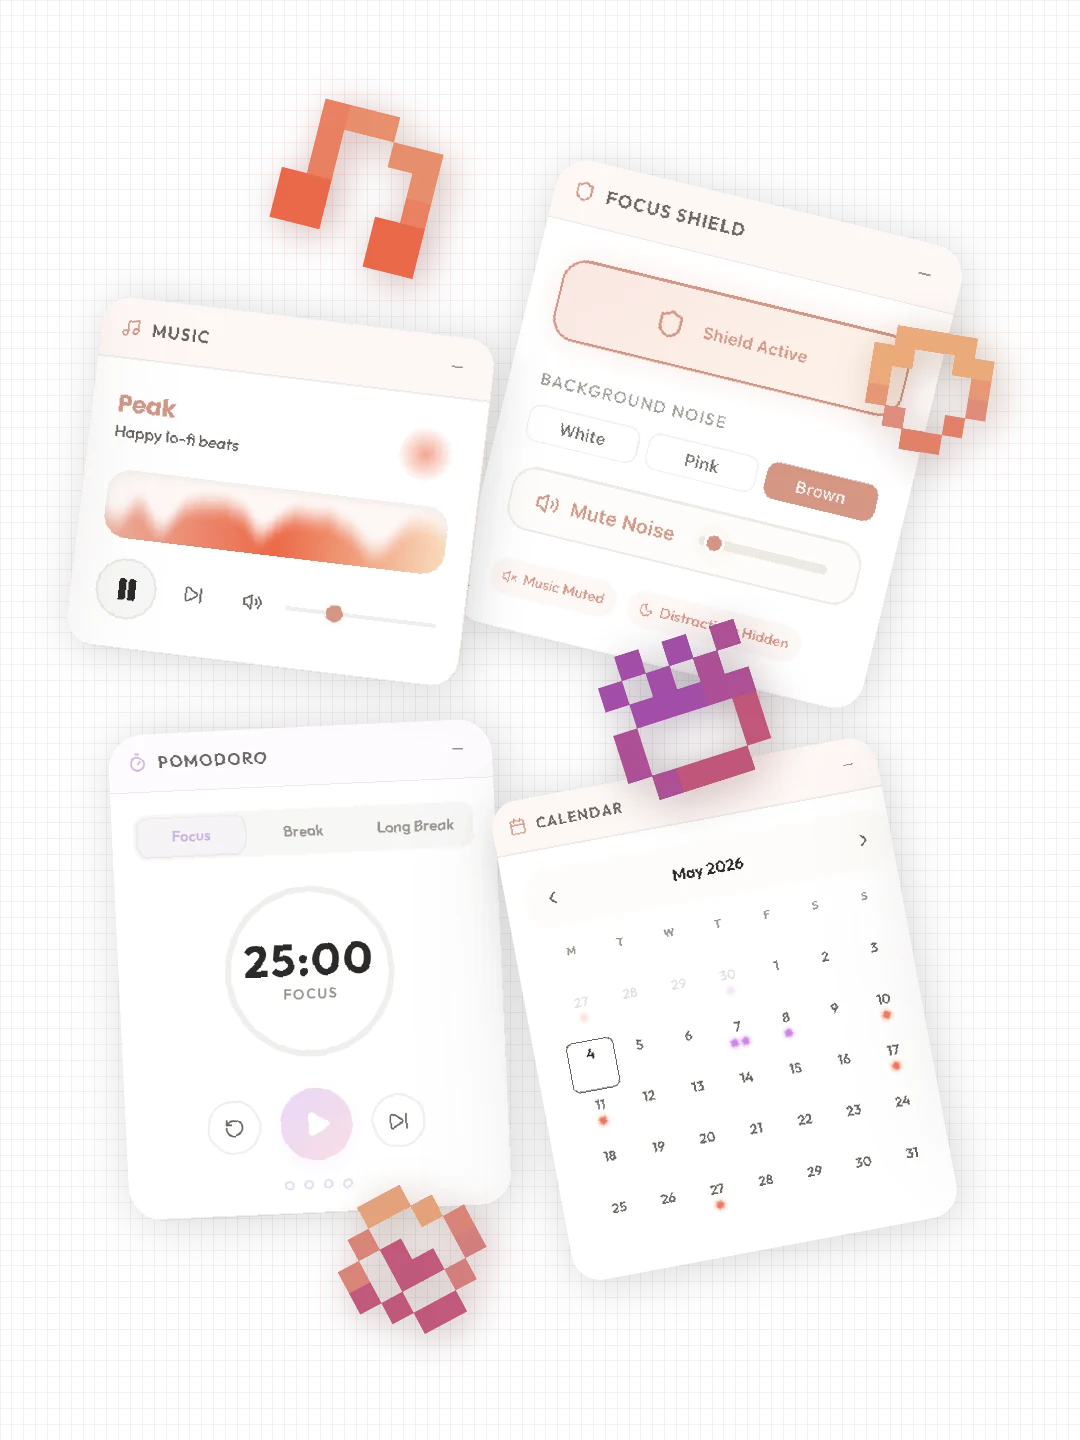 MUSIC
Peak
Happy lo-fi beats
FOCUS SHIELD
Shield Active
BACKGROUND NOISE
White
Pink
Brown
Mute Noise
Music Muted
Hidden
POMODORO
Focus
Break
Long Break
25:00
FOCUS
CALENDAR
May 2026
M T W T F S S
27 28 29 30 1 2 3
4 5 6 7 8 9 10
11 12 13 14 15 16 17
18 19 20 21 22 23 24
25 26 27 28 29 30 31